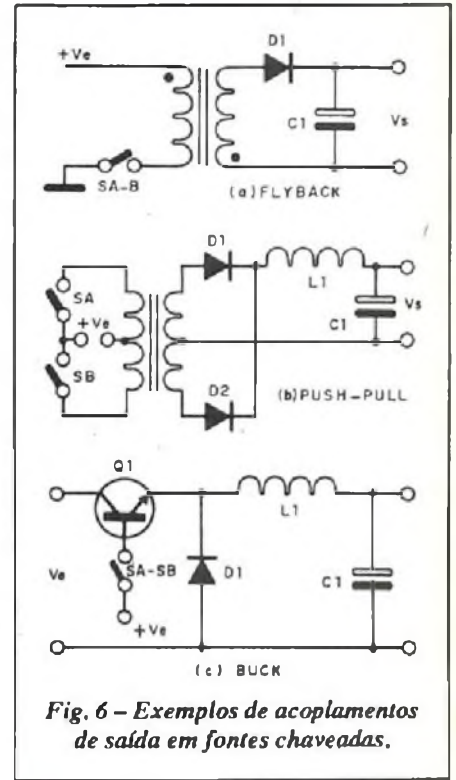 +Ve
D1
C1
Vs
SA-B
(a) FLYBACK
D1
SA
+Ve
SB
L1
C1
Vs
D2
(b) PUSH-PULL
Q1
L1
Ve
SA-SB
D1
C1
+Ve
(c) BUCK
Fig. 6 – Exemplos de acoplamentos
de saída em fontes chaveadas.